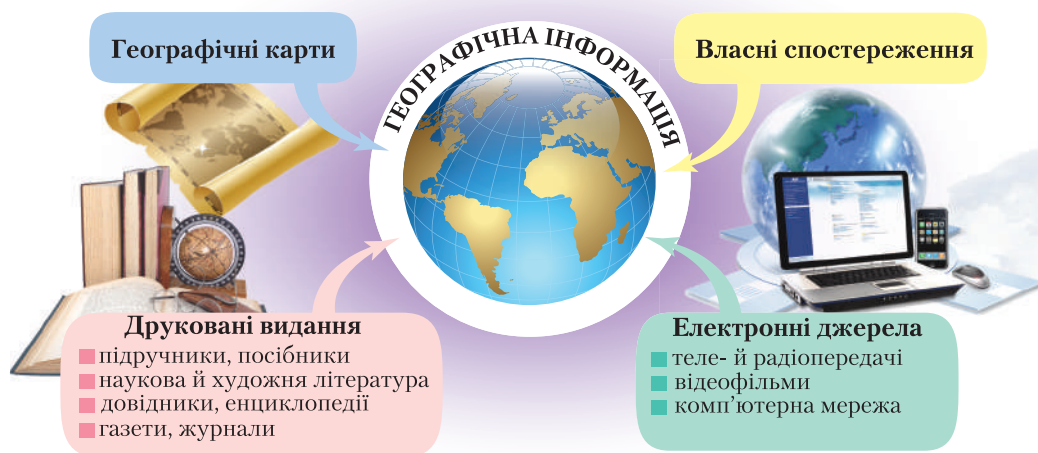 Географічні карти
ГЕОГРАФІЧНА ІНФОРМАЦІЯ
Власні спостереження
Друковані видання
підручники, посібники
наукова й художня література
довідники, енциклопедії
газети, журнали
Електронні джерела
теле- й радіопередачі
відеофільми
комп’ютерна мережа